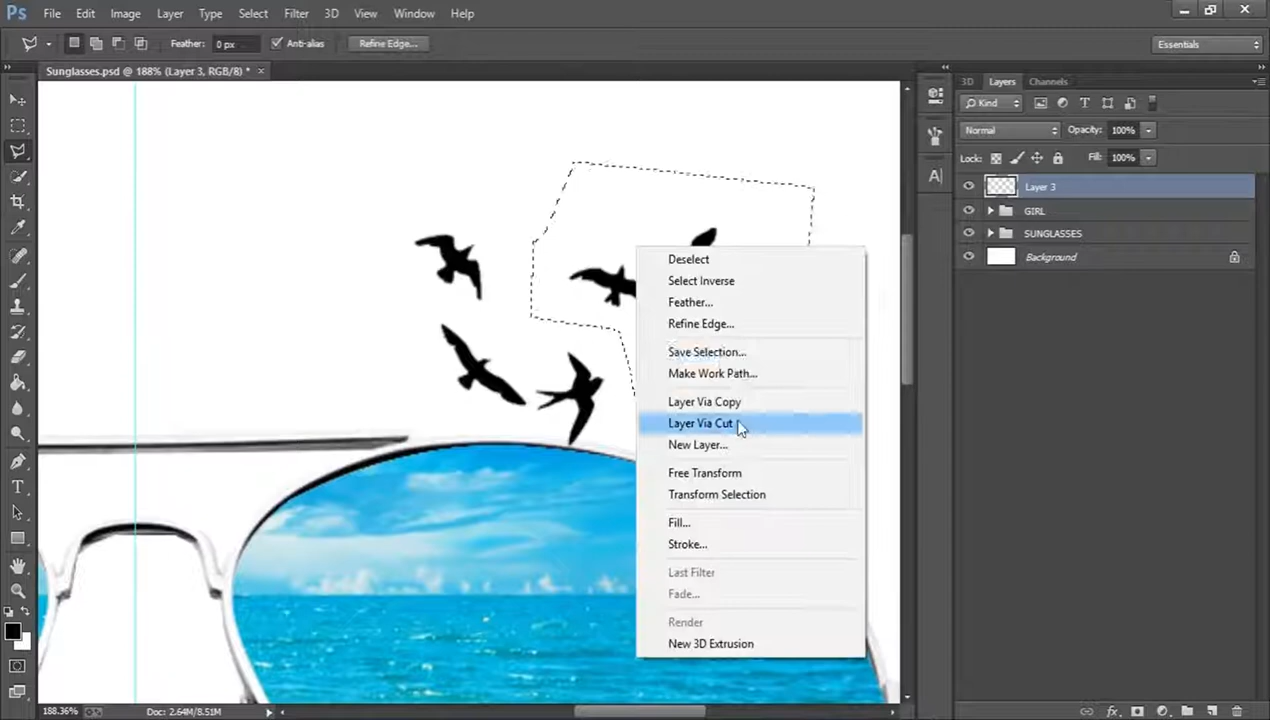 Ps File Edit Image Layer Type Select Filter 3D View Window Help
Feather: 0 px Anti-alias Refine Edge... Essentials
Sunglasses.psd @ 188% (Layer 3, RGB/8) * ×
3D Layers Channels
Kind
Normal Opacity: 100%
Lock: Fill: 100%
Layer 3
GIRL
SUNGLASSES
Background
Deselect
Select Inverse
Feather...
Refine Edge...
Save Selection...
Make Work Path...
Layer Via Copy
Layer Via Cut
New Layer...
Free Transform
Transform Selection
Fill...
Stroke...
Last Filter
Fade...
Render
New 3D Extrusion
188.36% Doc: 2.64M/8.51M